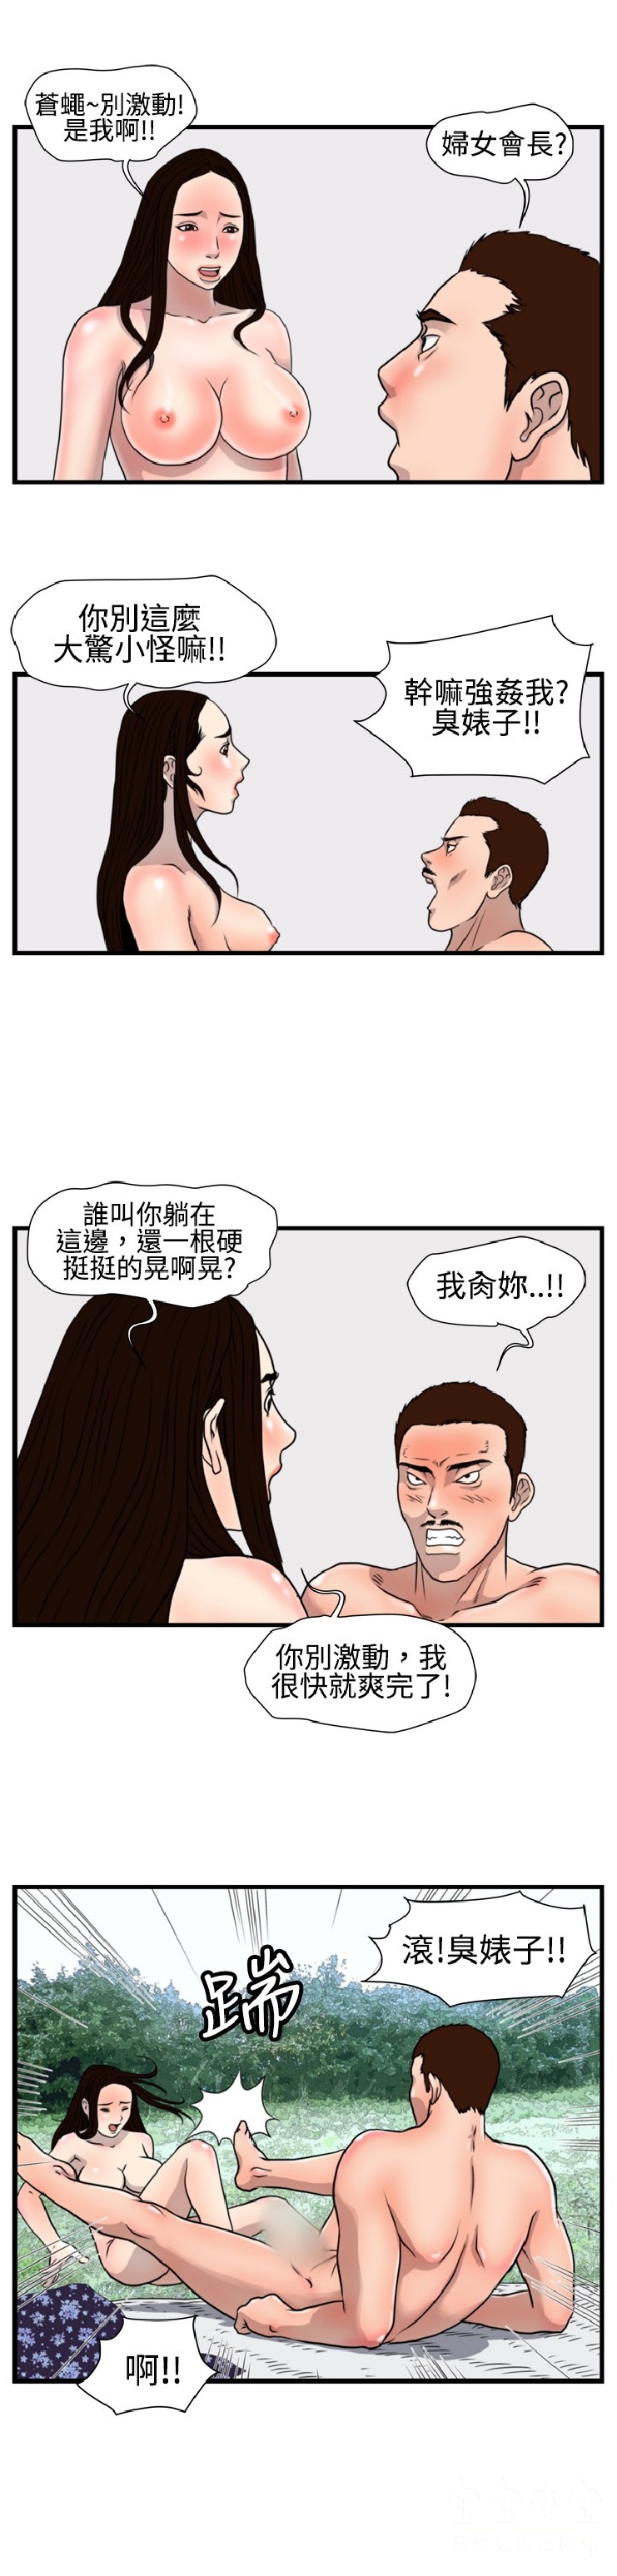 蒼蠅~別激動!
是我啊!!
婦女會長?
你別這麼
大驚小怪嘛!!
幹嘛強姦我?
臭婊子!!
誰叫你躺在
這邊，還一根硬
挺挺的晃啊晃?
我肏妳..!!
你別激動，我
很快就爽完了!
滾!臭婊子!!
踹
啊!!